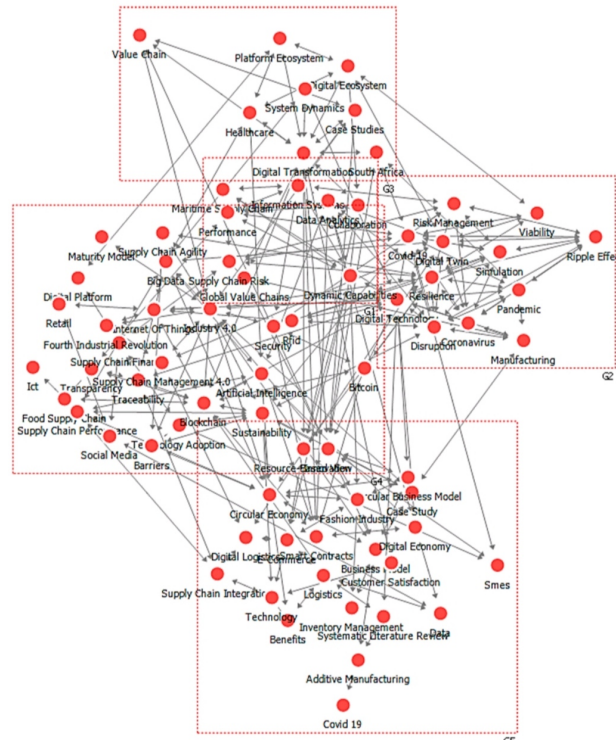 Value Chain
Platform Ecosystem
Digital Ecosystem
System Dynamics
Healthcare
Case Studies
Digital Transformation
South Africa
G3
Maritime Supply Chain
Information Systems
Data Analytics
Collaboration
Risk Management
Viability
Performance
Covid-19
Digital Twin
Ripple Effe
Maturity Model
Supply Chain Agility
Simulation
Big Data
Supply Chain Risk
Resilience
Digital Platform
Global Value Chains
Dynamic Capabilities
Pandemic
Retail
G1
Digital Technology
Internet Of Things
Industry 4.0
Coronavirus
Fourth Industrial Revolution
Security
Rfid
Disruption
Manufacturing
Supply Chain Finance
Bitcoin
G2
Ict
Transparency
Supply Chain Management 4.0
Traceability
Artificial Intelligence
Food Supply Chain
Blockchain
Sustainability
Supply Chain Performance
Technology Adoption
Social Media
Barriers
Resource-Based View
G4
Circular Business Model
Circular Economy
Fashion Industry
Case Study
Digital Logistics
E-Commerce
Smart Contracts
Digital Economy
Business Model
Customer Satisfaction
Smes
Supply Chain Integration
Logistics
Technology
Inventory Management
Data
Benefits
Systematic Literature Review
Additive Manufacturing
Covid 19